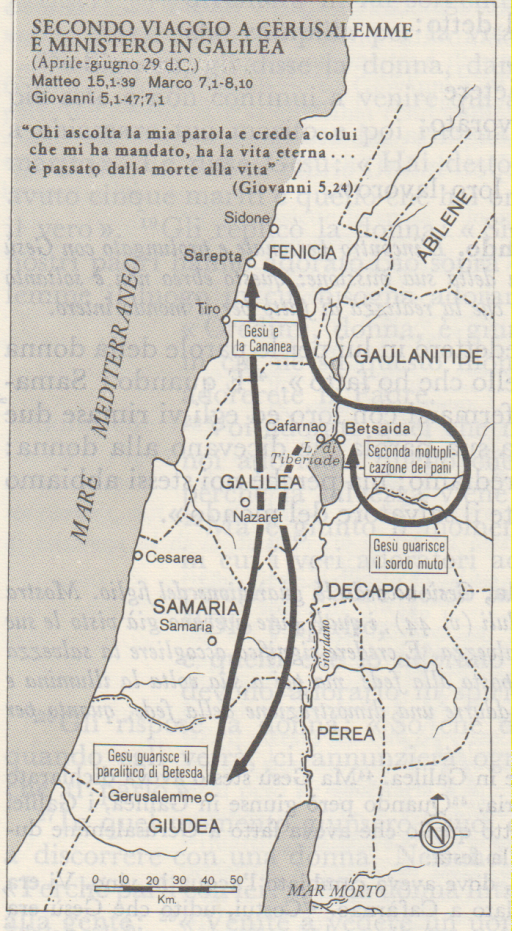 SECONDO VIAGGIO A GERUSALEMME
E MINISTERO IN GALILEA
(Aprile-giugno 29 d.C.)
Matteo 15,1-39 Marco 7,1-8,10
Giovanni 5,1-47;7,1
“Chi ascolta la mia parola e crede a colui
che mi ha mandato, ha la vita eterna
è passato dalla morte alla vita”
(Giovanni 5,24)
Sidone
ABILENE
Sarepta
FENICIA
MARE MEDITERRANEO
Tiro
Gesù e
la Cananea
GAULANITIDE
Cafarnao
Betsaida
L. di
Tiberiade
Seconda moltipli-
cazione dei pani
GALILEA
Nazaret
Gesù guarisce
il sordo muto
Cesarea
DECAPOLI
SAMARIA
Samaria
Giordano
PEREA
Gesù guarisce il
paralitico di Betesda
Gerusalemme
GIUDEA
N
0 10 20 30 40 50
Km.
MAR MORTO